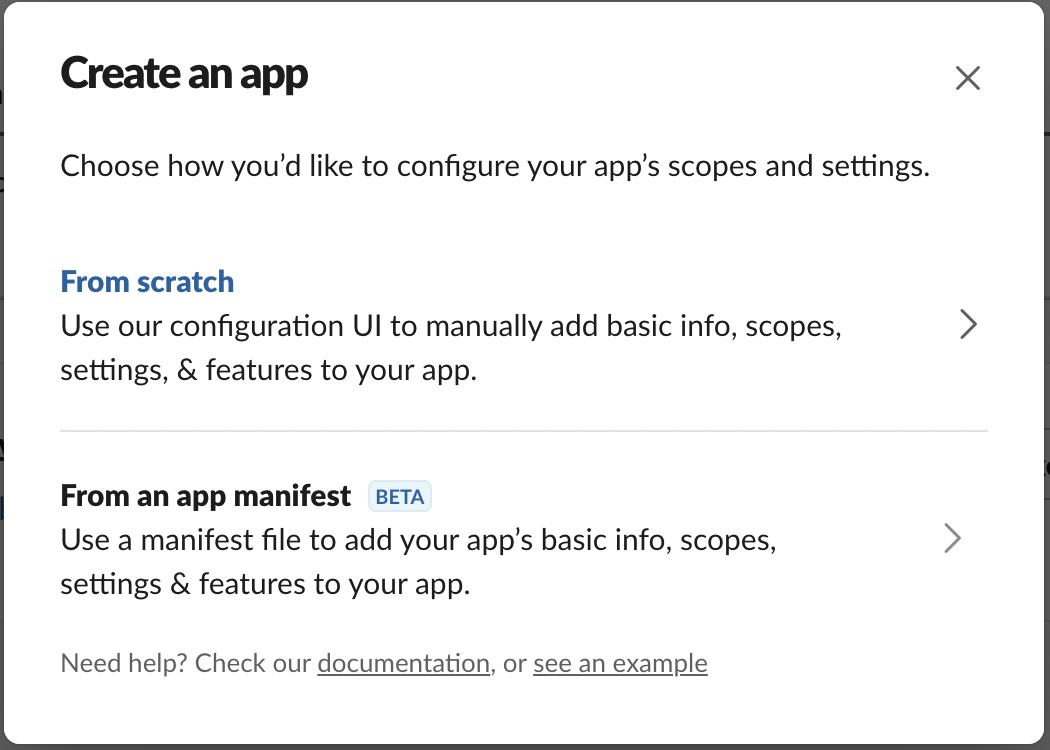 Create an app
Choose how you’d like to configure your app’s scopes and settings.
From scratch
Use our configuration UI to manually add basic info, scopes,
settings, & features to your app.
From an app manifest BETA
Use a manifest file to add your app’s basic info, scopes,
settings & features to your app.
Need help? Check our documentation, or see an example